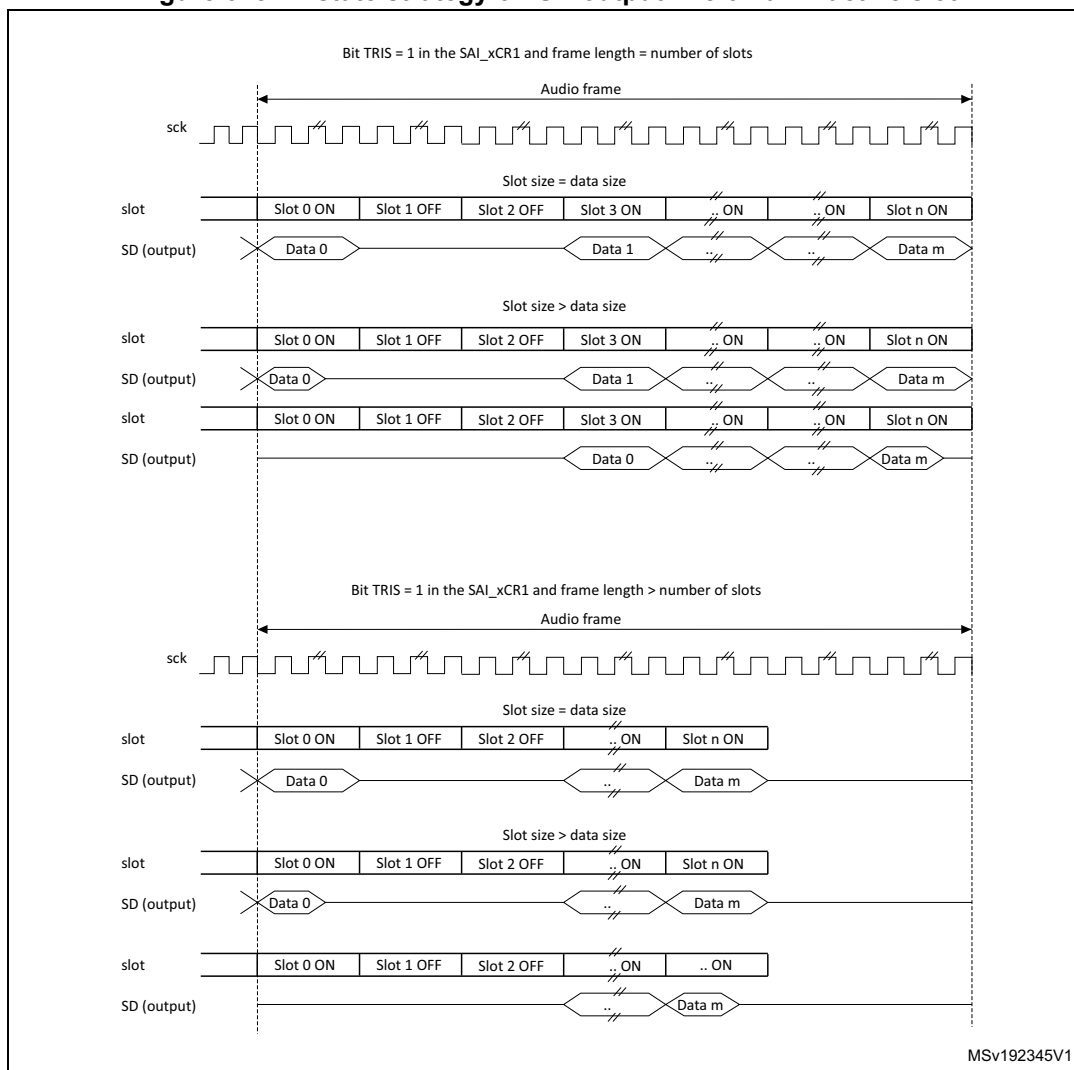 Bit TRIS = 1 in the SAI_xCR1 and frame length = number of slots
Audio frame
sck
Slot size = data size
slot Slot 0 ON Slot 1 OFF Slot 2 OFF Slot 3 ON .. ON .. ON Slot n ON
SD (output) Data 0 Data 1 .. .. Data m
Slot size > data size
slot Slot 0 ON Slot 1 OFF Slot 2 OFF Slot 3 ON .. ON .. ON Slot n ON
SD (output) Data 0 Data 1 .. .. Data m
slot Slot 0 ON Slot 1 OFF Slot 2 OFF Slot 3 ON .. ON .. ON Slot n ON
SD (output) Data 0 .. .. Data m
Bit TRIS = 1 in the SAI_xCR1 and frame length > number of slots
Audio frame
sck
Slot size = data size
slot Slot 0 ON Slot 1 OFF Slot 2 OFF .. ON Slot n ON
SD (output) Data 0 .. Data m
Slot size > data size
slot Slot 0 ON Slot 1 OFF Slot 2 OFF .. ON Slot n ON
SD (output) Data 0 .. Data m
slot Slot 0 ON Slot 1 OFF Slot 2 OFF .. ON .. ON
SD (output) .. Data m
MSv192345V1